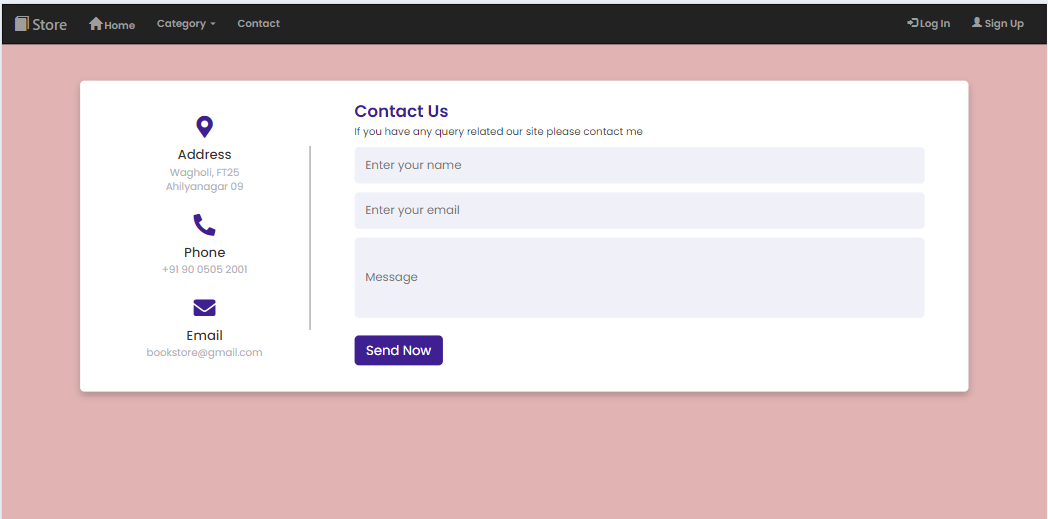 Store Home Category Contact Log In Sign Up
Address
Wagholi, FT25
Ahilyanagar 09
Phone
+91 90 0505 2001
Email
bookstore@gmail.com
Contact Us
If you have any query related our site please contact me
Enter your name
Enter your email
Message
Send Now